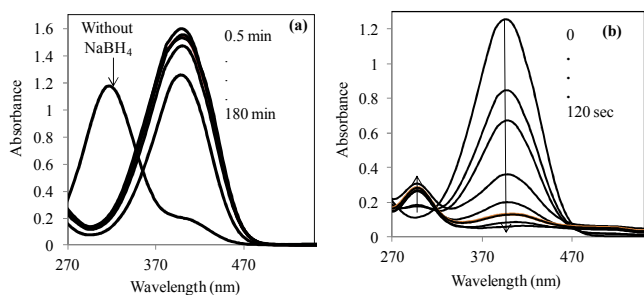 (a)
Without
NaBH₄
0.5 min
.
.
.
180 min
1.6
1.4
1.2
1
0.8
0.6
0.4
0.2
0
Absorbance
270
370
470
Wavelength (nm)
(b)
0
.
.
.
120 sec
1.2
1
0.8
0.6
0.4
0.2
0
Absorbance
270
370
470
Wavelength (nm)